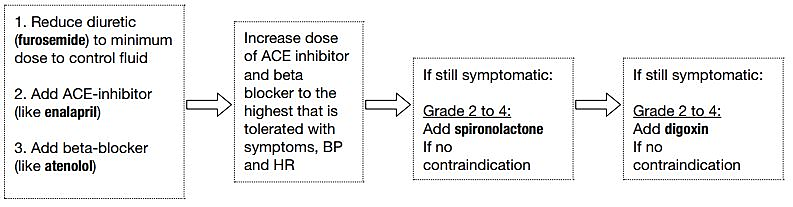 1. Reduce diuretic
(furosemide) to minimum
dose to control fluid
2. Add ACE-inhibitor
(like enalapril)
3. Add beta-blocker
(like atenolol)
Increase dose
of ACE inhibitor
and beta
blocker to the
highest that is
tolerated with
symptoms, BP
and HR
If still symptomatic:
Grade 2 to 4:
Add spironolactone
If no
contraindication
If still symptomatic:
Grade 2 to 4:
Add digoxin
If no
contraindication